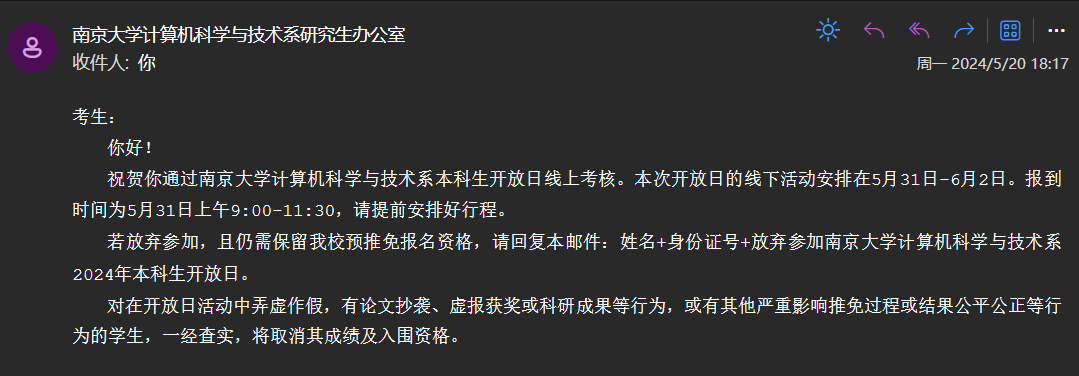 南京大学计算机科学与技术系研究生办公室
收件人: 你
周一 2024/5/20 18:17
考生：
你好！
祝贺你通过南京大学计算机科学与技术系本科生开放日线上考核。本次开放日的线下活动安排在5月31日-6月2日。报到
时间为5月31日上午9:00-11:30，请提前安排好行程。
若放弃参加，且仍需保留我校预推免报名资格，请回复本邮件：姓名+身份证号+放弃参加南京大学计算机科学与技术系
2024年本科生开放日。
对在开放日活动中弄虚作假，有论文抄袭、虚报获奖或科研成果等行为，或有其他严重影响推免过程或结果公平公正等行
为的学生，一经查实，将取消其成绩及入围资格。